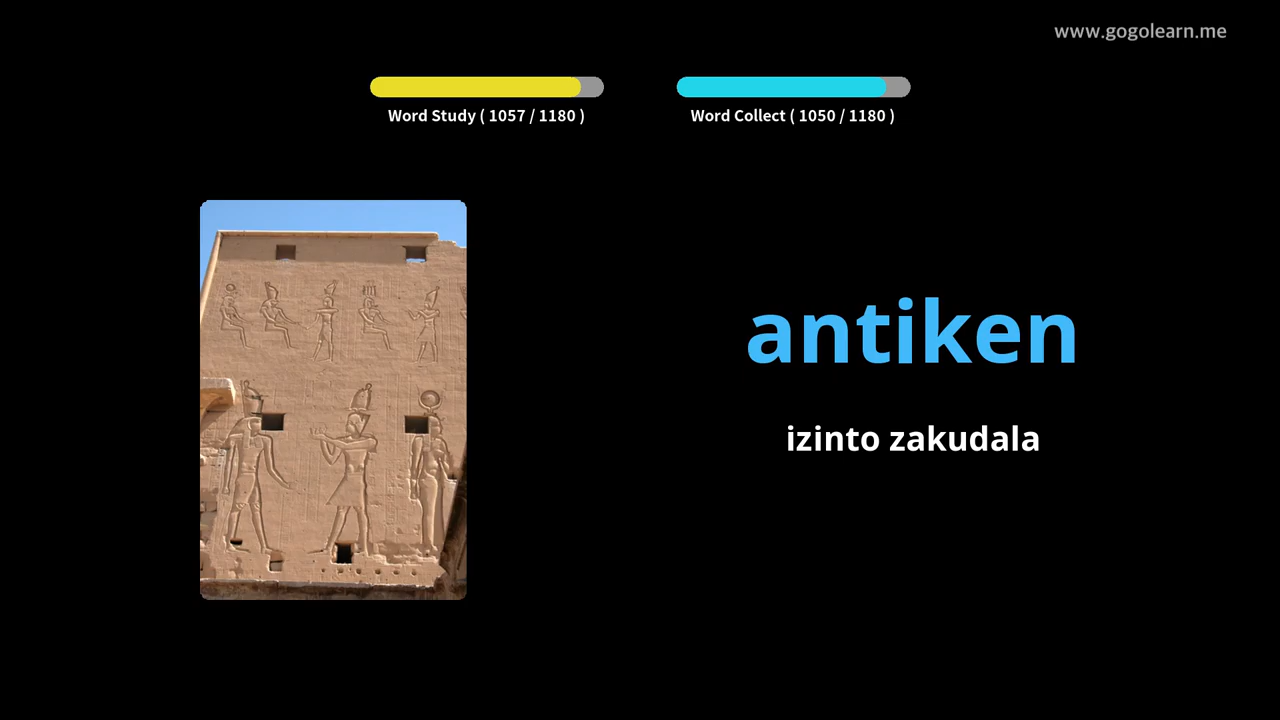 www.gogolearn.me
Word Study ( 1057 / 1180 )
Word Collect ( 1050 / 1180 )
antiken
izinto zakudala